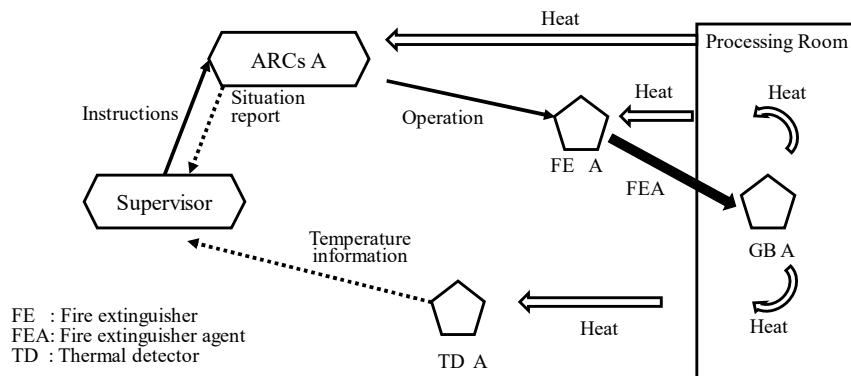 Heat
Processing Room
ARCs A
Heat
Heat
Instructions
Situation
report
Operation
FE A
FEA
Supervisor
Temperature
information
GB A
FE : Fire extinguisher
FEA: Fire extinguisher agent
TD : Thermal detector
Heat
Heat
TD A